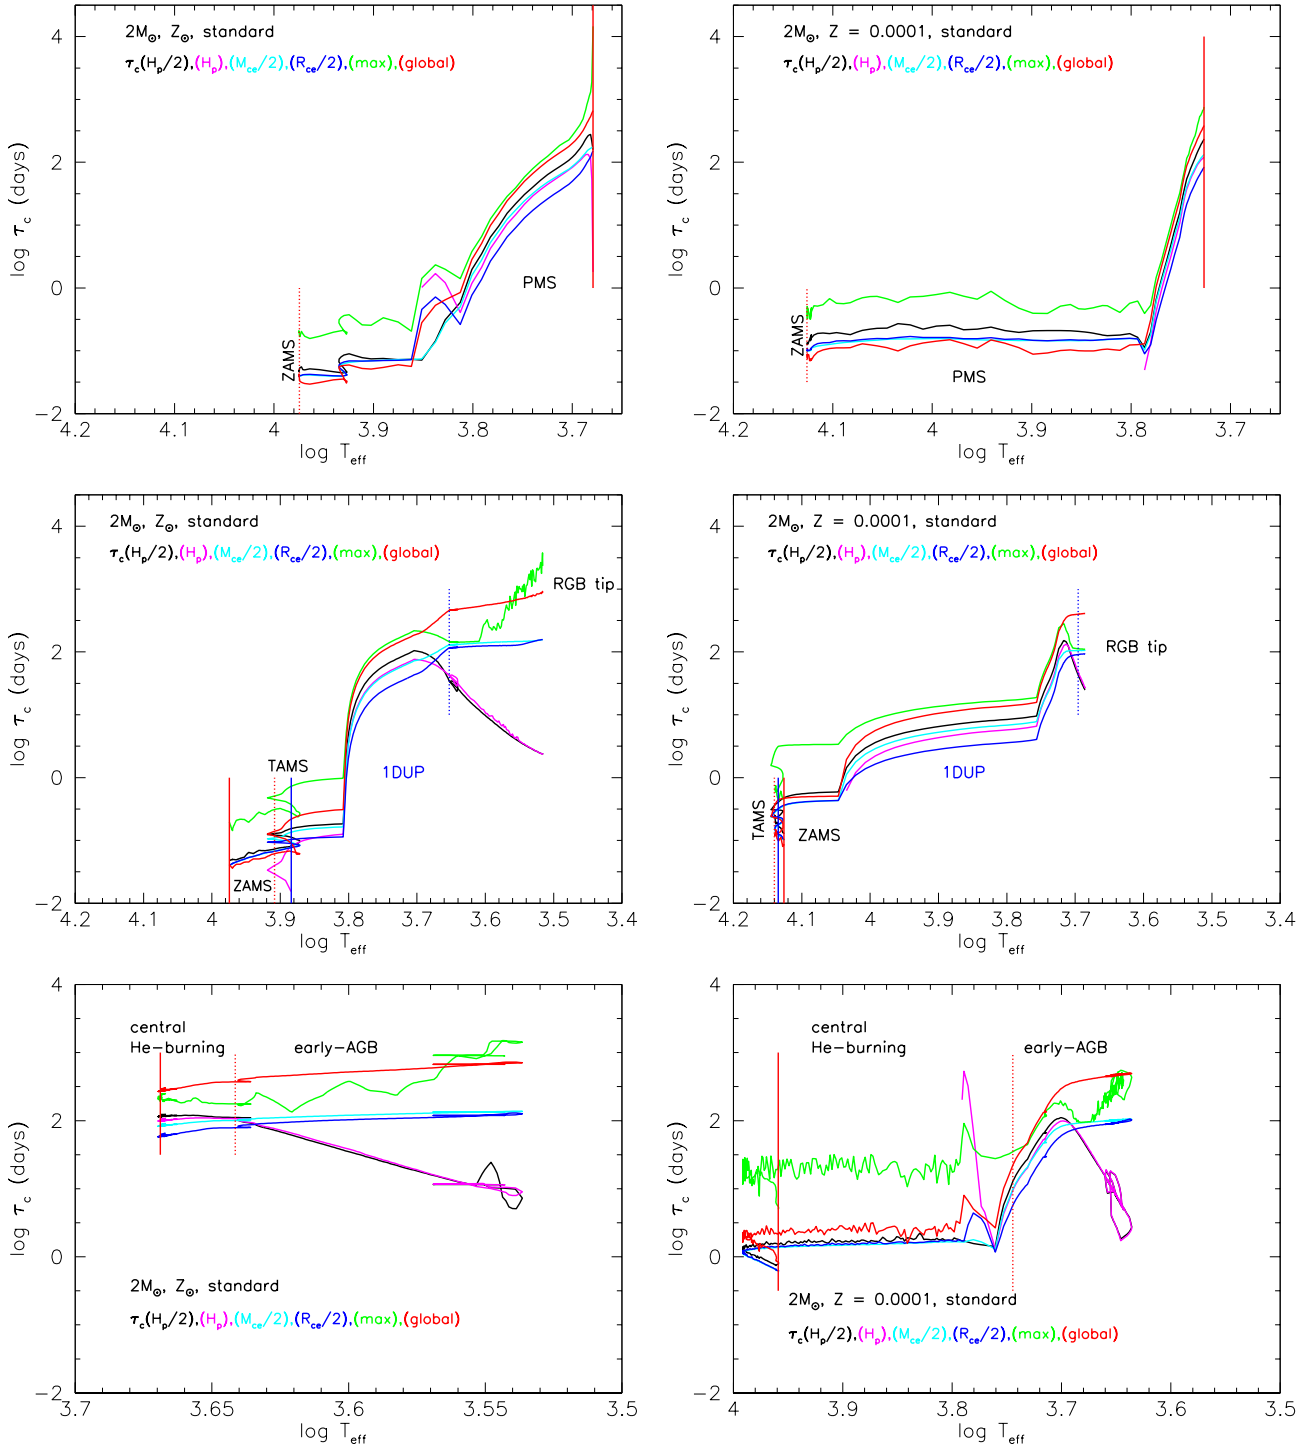 2M⊙, Z⊙, standard
τc(Hp/2),(Hp),(Mce/2),(Rce/2),(max),(global)
PMS
ZAMS
4
2
0
−2
log τc (days)
4.2 4.1 4 3.9 3.8 3.7
log Teff
2M⊙, Z = 0.0001, standard
τc(Hp/2),(Hp),(Mce/2),(Rce/2),(max),(global)
ZAMS
PMS
4
2
0
−2
log τc (days)
4.2 4.1 4 3.9 3.8 3.7
log Teff
2M⊙, Z⊙, standard
τc(Hp/2),(Hp),(Mce/2),(Rce/2),(max),(global)
RGB tip
TAMS
1DUP
ZAMS
4
2
0
−2
log τc (days)
4.2 4.1 4 3.9 3.8 3.7 3.6 3.5 3.4
log Teff
2M⊙, Z = 0.0001, standard
τc(Hp/2),(Hp),(Mce/2),(Rce/2),(max),(global)
RGB tip
1DUP
TAMS
ZAMS
4
2
0
−2
log τc (days)
4.2 4.1 4 3.9 3.8 3.7 3.6 3.5 3.4
log Teff
central
He−burning
early−AGB
2M⊙, Z⊙, standard
τc(Hp/2),(Hp),(Mce/2),(Rce/2),(max),(global)
4
2
0
−2
log τc (days)
3.7 3.65 3.6 3.55 3.5
log Teff
central
He−burning
early−AGB
2M⊙, Z = 0.0001, standard
τc(Hp/2),(Hp),(Mce/2),(Rce/2),(max),(global)
4
2
0
−2
log τc (days)
4 3.9 3.8 3.7 3.6 3.5
log Teff